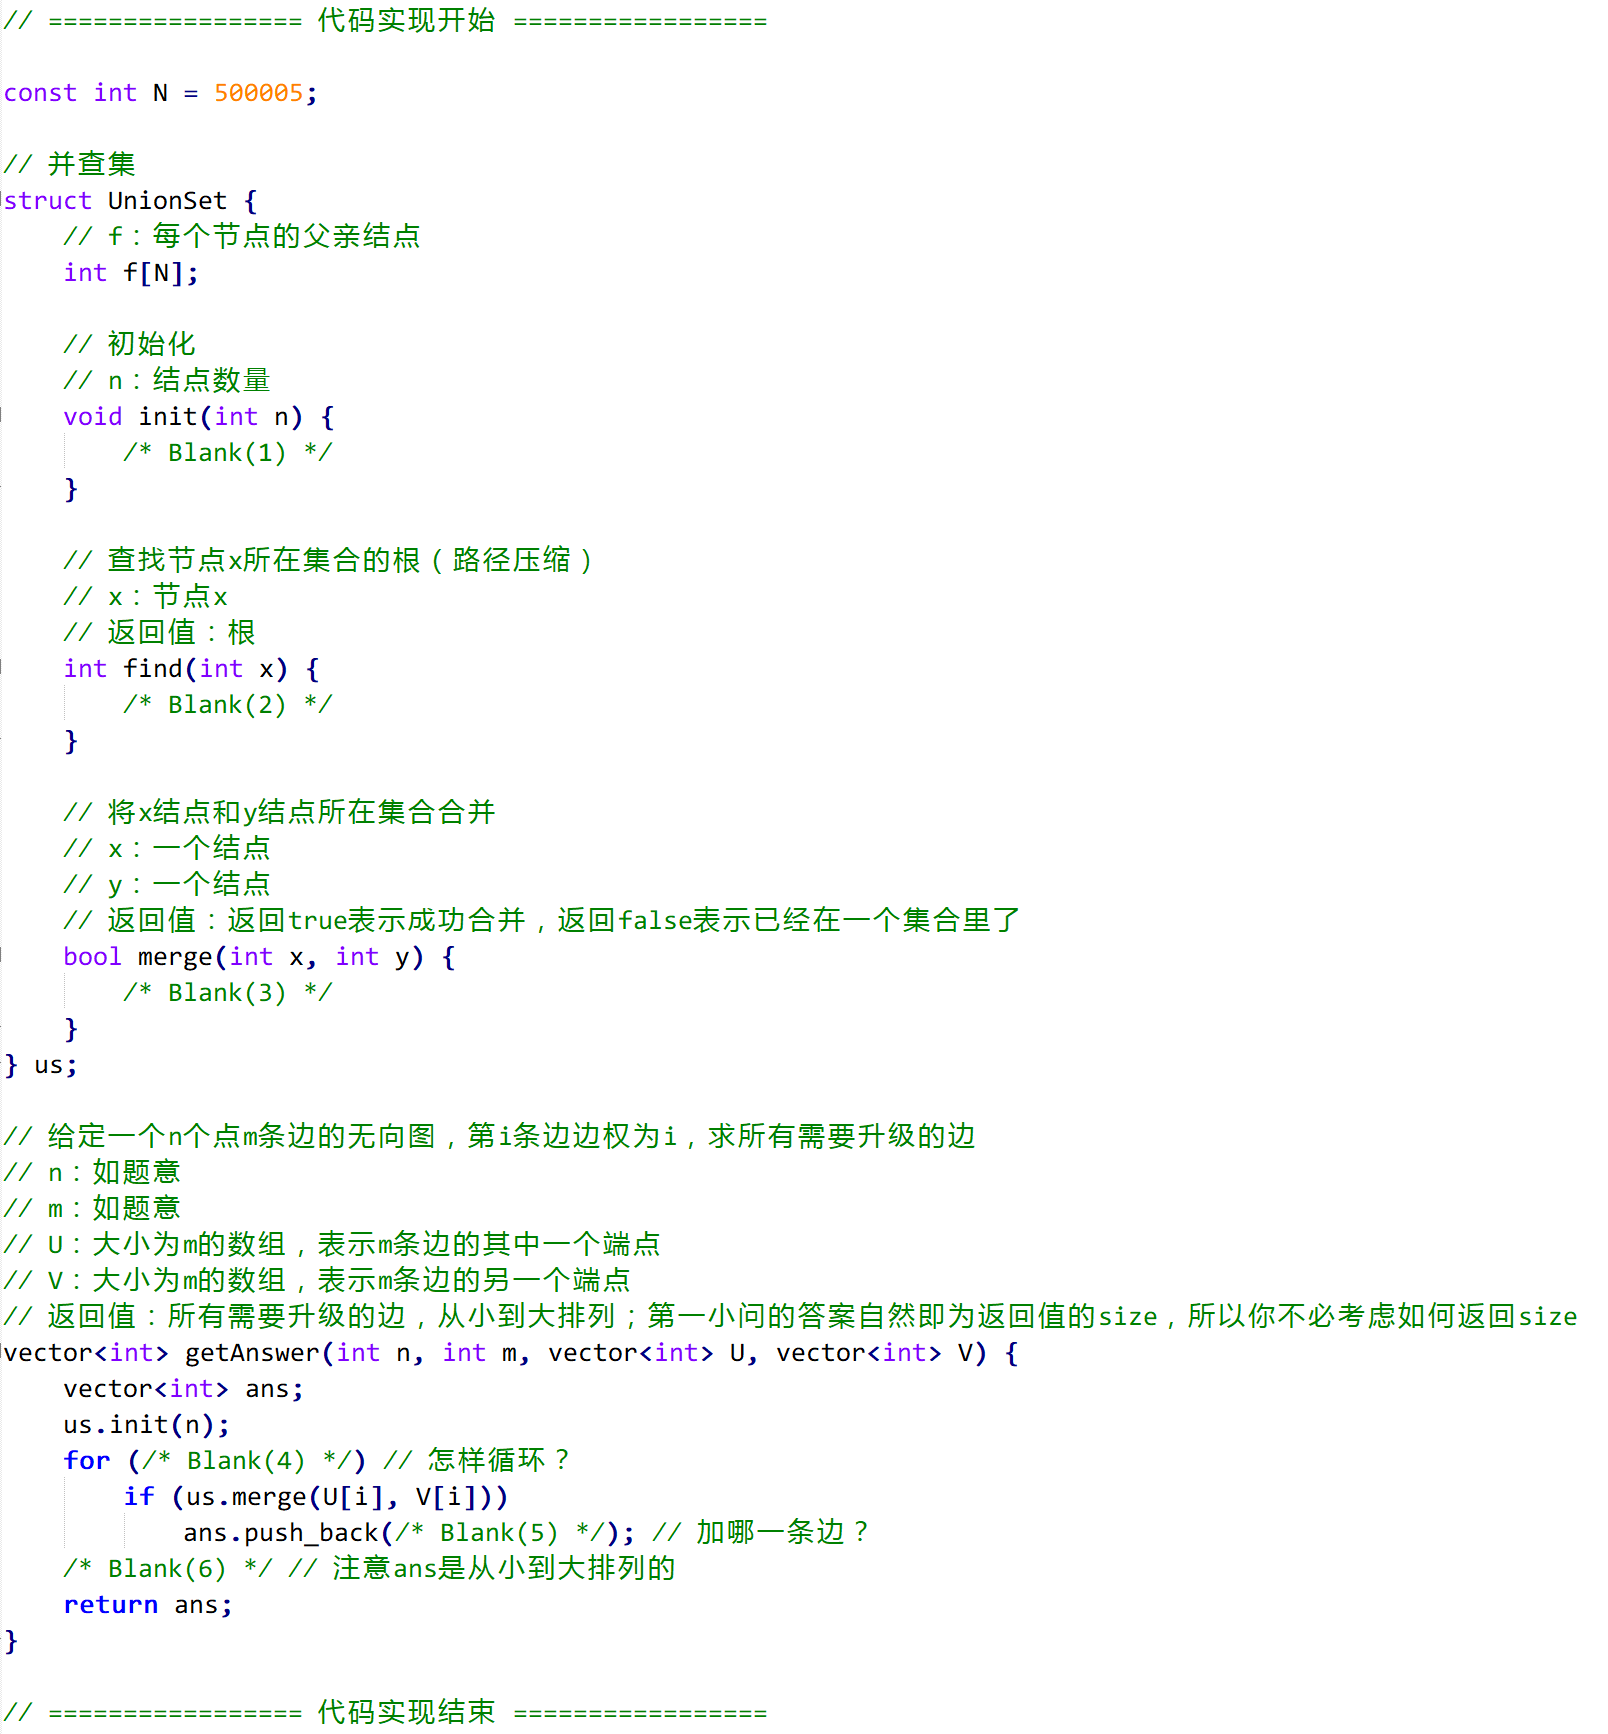 // ================= 代码实现开始 =================
const int N = 500005;
// 并查集
struct UnionSet {
// f：每个节点的父亲结点
int f[N];
// 初始化
// n：结点数量
void init(int n) {
/* Blank(1) */
}
// 查找节点x所在集合的根（路径压缩）
// x：节点x
// 返回值：根
int find(int x) {
/* Blank(2) */
}
// 将x结点和y结点所在集合合并
// x：一个结点
// y：一个结点
// 返回值：返回true表示成功合并，返回false表示已经在一个集合里了
bool merge(int x, int y) {
/* Blank(3) */
}
} us;
// 给定一个n个点m条边的无向图，第i条边边权为i，求所有需要升级的边
// n：如题意
// m：如题意
// U：大小为m的数组，表示m条边的其中一个端点
// V：大小为m的数组，表示m条边的另一个端点
// 返回值：所有需要升级的边，从小到大排列；第一小问的答案自然即为返回值的size，所以你不必考虑如何返回size
vector<int> getAnswer(int n, int m, vector<int> U, vector<int> V) {
vector<int> ans;
us.init(n);
for (/* Blank(4) */) // 怎样循环？
if (us.merge(U[i], V[i]))
ans.push_back(/* Blank(5) */); // 加哪一条边？
/* Blank(6) */ // 注意ans是从小到大排列的
return ans;
}
// ================= 代码实现结束 =================